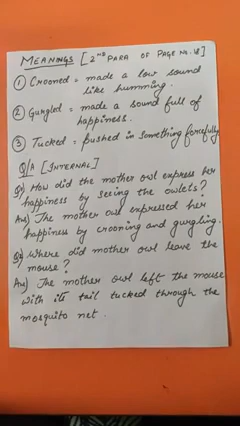 MEANINGS [2nd PARA OF PAGE No. 48]
① Crooned = made a low sound
like humming.
② Gurgled = made a sound full of
happiness.
③ Tucked = pushed in something forcefully
Q/A [INTERNAL]
Q1) How did the mother owl express her
happiness by seeing the owlets?
Ans) The mother owl expressed her
happiness by crooning and gurgling.
Q2) Where did mother owl leave the
mouse?
Ans) The mother owl left the mouse
with its tail tucked through the
mosquito net.